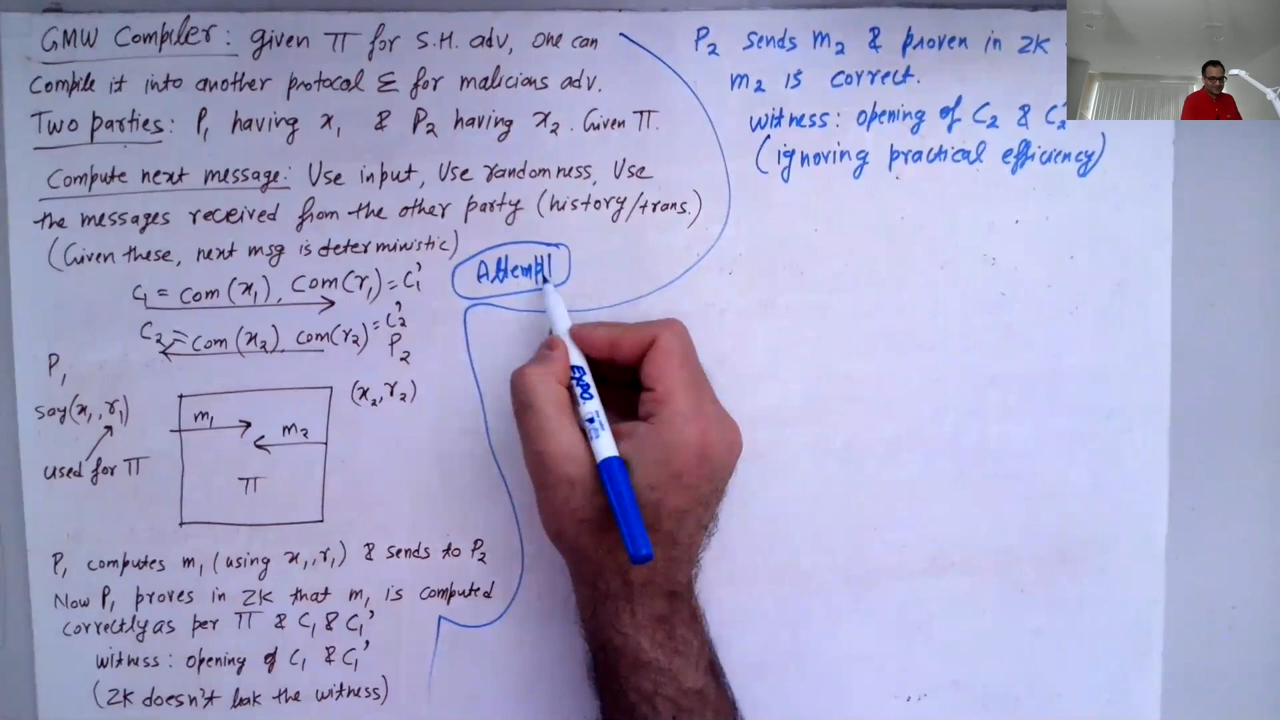 GMW Compiler: given Π for S.H. adv, one can
Compile it into another protocol Σ for malicious adv.
Two parties: P1 having x1 & P2 having x2. Given Π.
Compute next message: Use input, Use randomness, Use
the messages received from the other party (history/trans.)
(Given these, next msg is deterministic)
C1 = Com(x1), Com(r1) = C1'
C2 = Com(x2) Com(r2) = C2'
P1
P2
say (x1, r1)
(x2, r2)
used for Π
m1
m2
Π
P1 computes m1 (using x1, r1) & sends to P2
Now P1 proves in ZK that m1 is computed
correctly as per Π & C1 & C1'
witness: opening of C1 & C1'
(ZK doesn't leak the witness)
Attempt
P2 sends m2 & proven in ZK
m2 is correct.
witness: opening of C2 & C2'
(ignoring practical efficiency)
EXPO